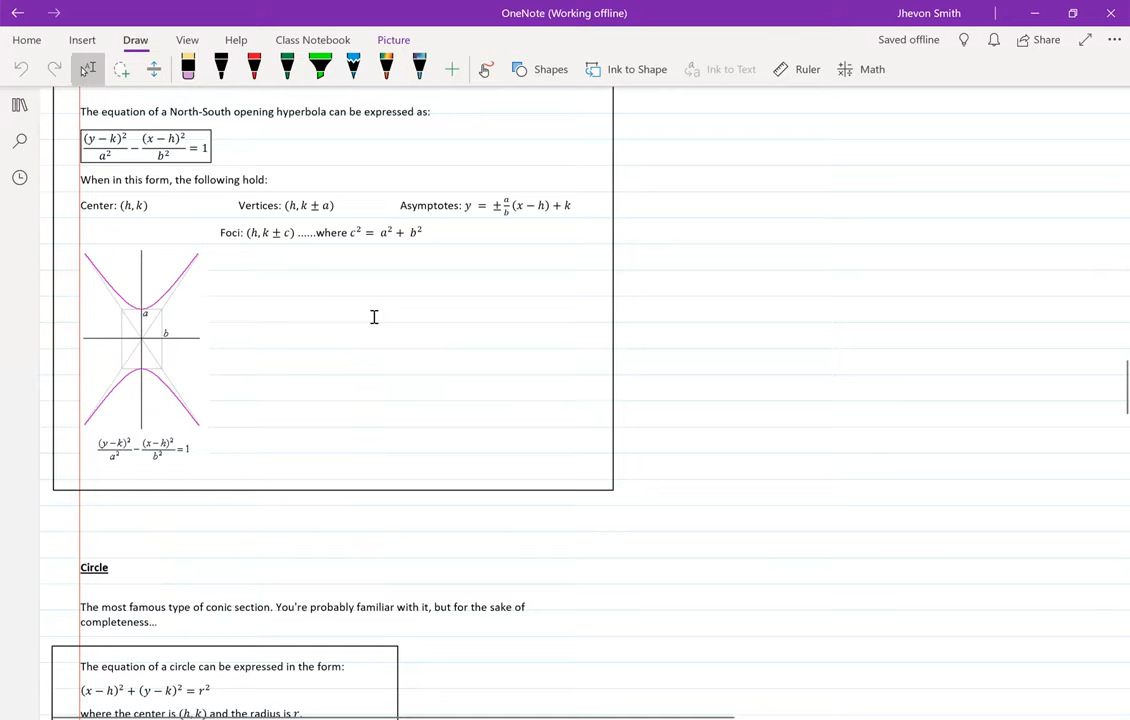 OneNote (Working offline)
Jhevon Smith
Home Insert Draw View Help Class Notebook Picture
Saved offline Share
Shapes Ink to Shape Ink to Text Ruler Math
The equation of a North-South opening hyperbola can be expressed as:
(y − k)²/a² − (x − h)²/b² = 1
When in this form, the following hold:
Center: (h, k) Vertices: (h, k ± a) Asymptotes: y = ± a/b (x − h) + k
Foci: (h, k ± c) ......where c² = a² + b²
a
b
(y−k)²/a² − (x−h)²/b² = 1
Circle
The most famous type of conic section. You're probably familiar with it, but for the sake of
completeness...
The equation of a circle can be expressed in the form:
(x − h)² + (y − k)² = r²
where the center is (h, k) and the radius is r.